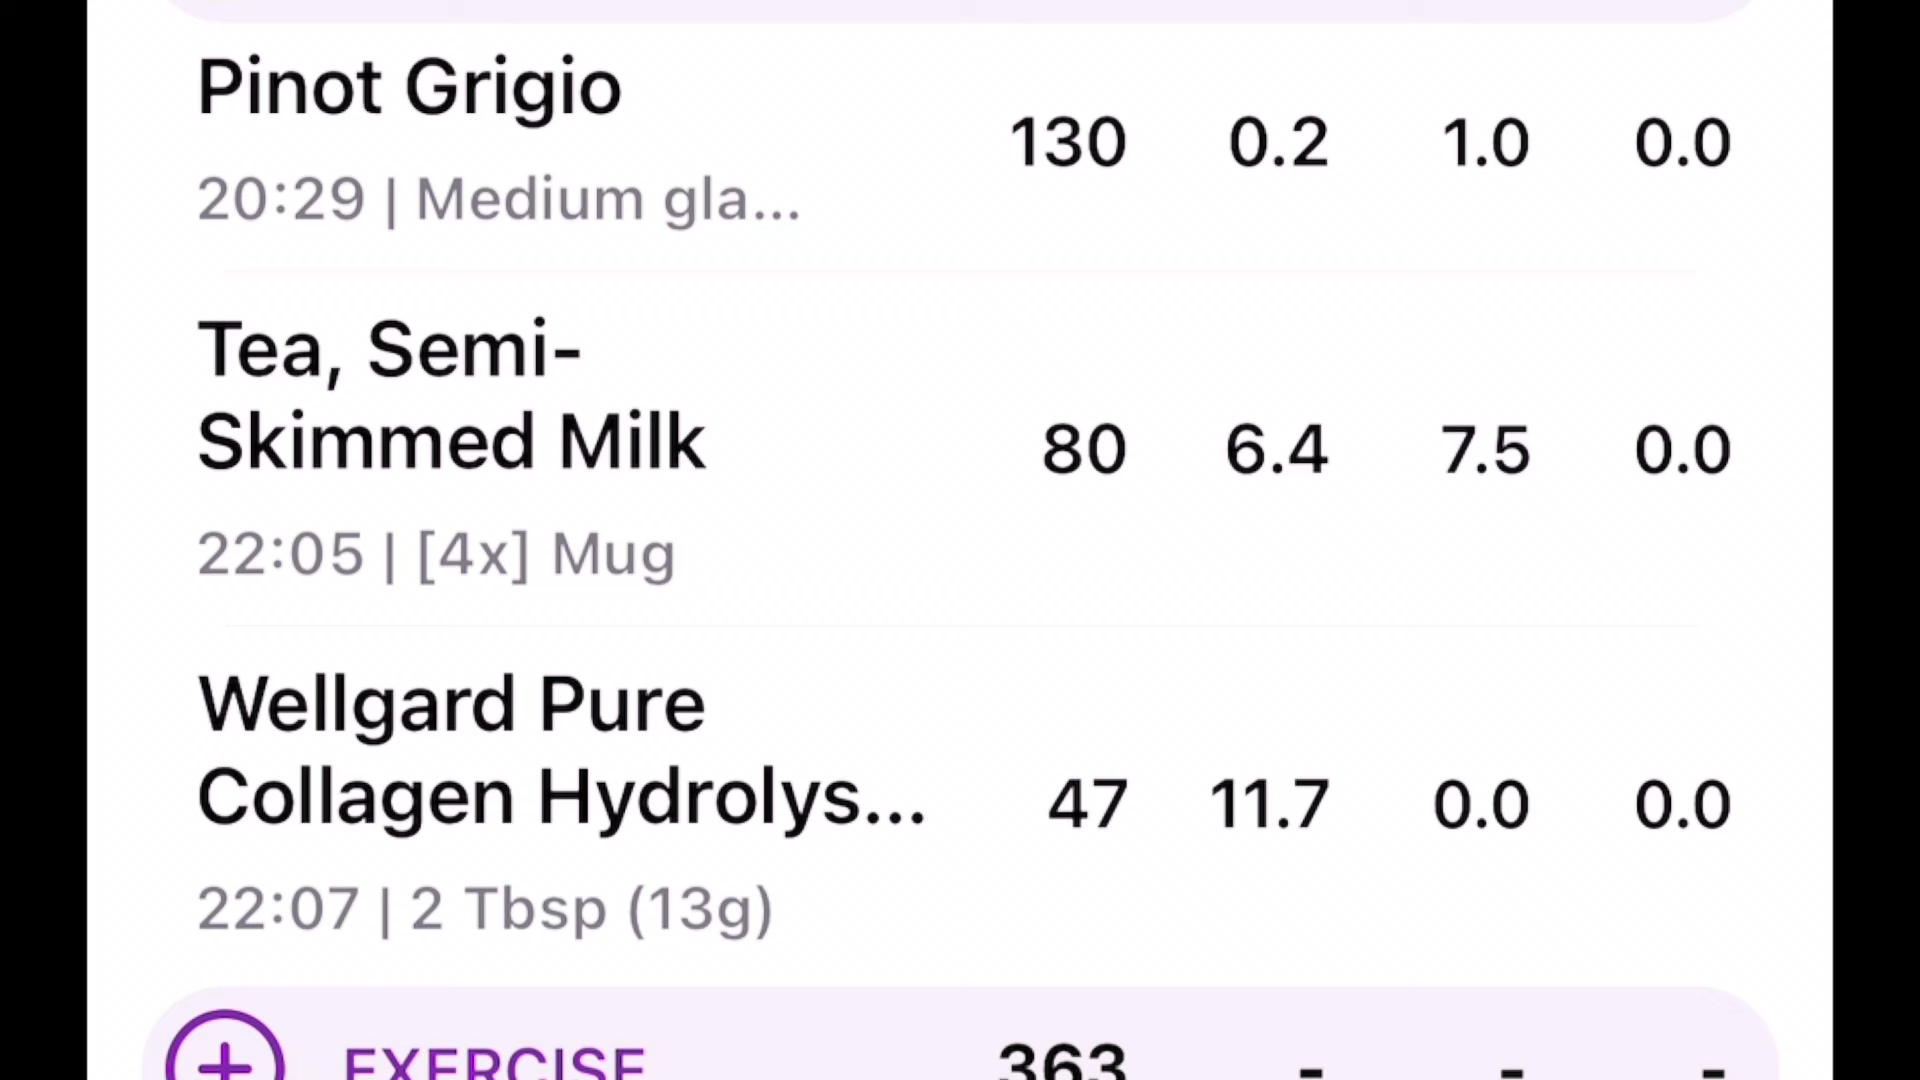 Pinot Grigio
130 0.2 1.0 0.0
20:29 | Medium gla...
Tea, Semi-
Skimmed Milk
80 6.4 7.5 0.0
22:05 | [4x] Mug
Wellgard Pure
Collagen Hydrolys...
47 11.7 0.0 0.0
22:07 | 2 Tbsp (13g)
EXERCISE 363 - - -